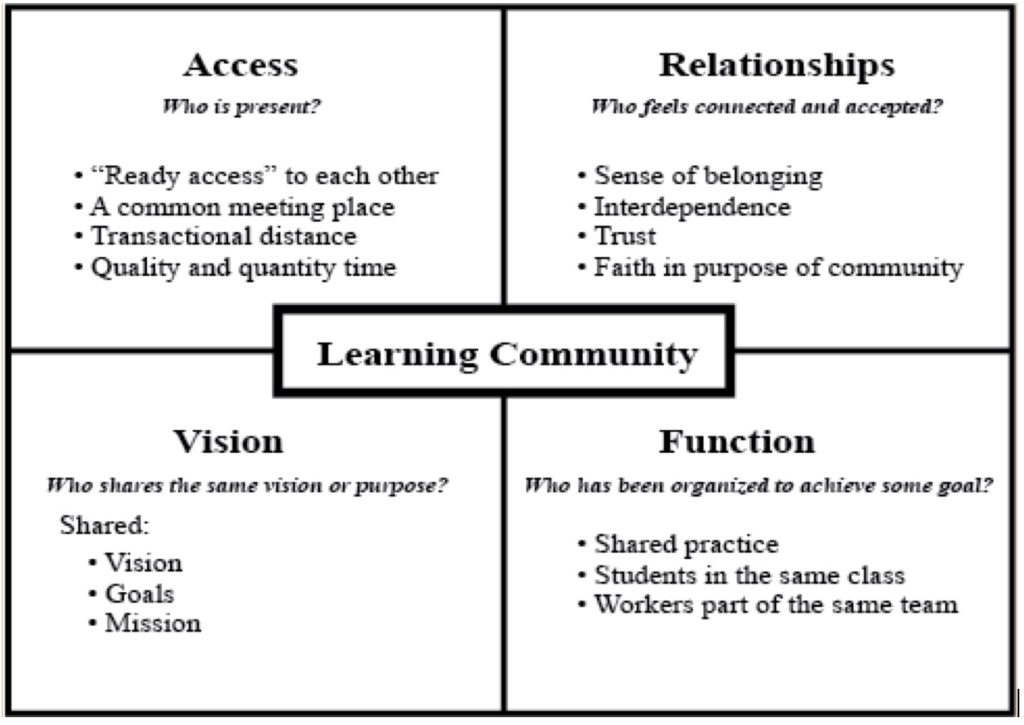 Access
Who is present?
• “Ready access” to each other
• A common meeting place
• Transactional distance
• Quality and quantity time
Relationships
Who feels connected and accepted?
• Sense of belonging
• Interdependence
• Trust
• Faith in purpose of community
Learning Community
Vision
Who shares the same vision or purpose?
Shared:
• Vision
• Goals
• Mission
Function
Who has been organized to achieve some goal?
• Shared practice
• Students in the same class
• Workers part of the same team